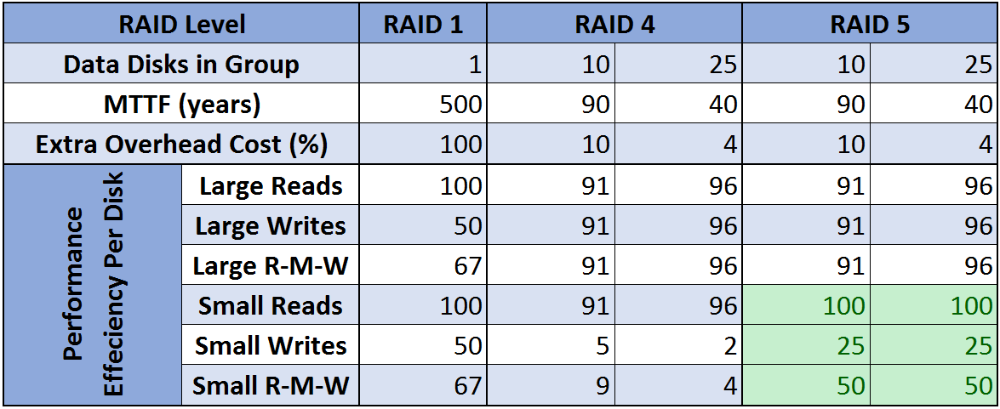 RAID Level RAID 1 RAID 4 RAID 5
Data Disks in Group 1 10 25 10 25
MTTF (years) 500 90 40 90 40
Extra Overhead Cost (%) 100 10 4 10 4
Performance
Effeciency Per Disk
Large Reads 100 91 96 91 96
Large Writes 50 91 96 91 96
Large R-M-W 67 91 96 91 96
Small Reads 100 91 96 100 100
Small Writes 50 5 2 25 25
Small R-M-W 67 9 4 50 50